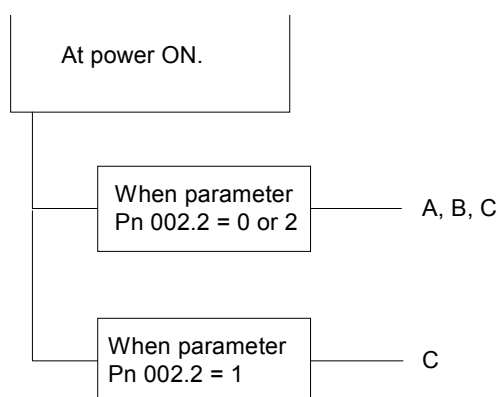 At power ON.
When parameter
Pn 002.2 = 0 or 2
A, B, C
When parameter
Pn 002.2 = 1
C